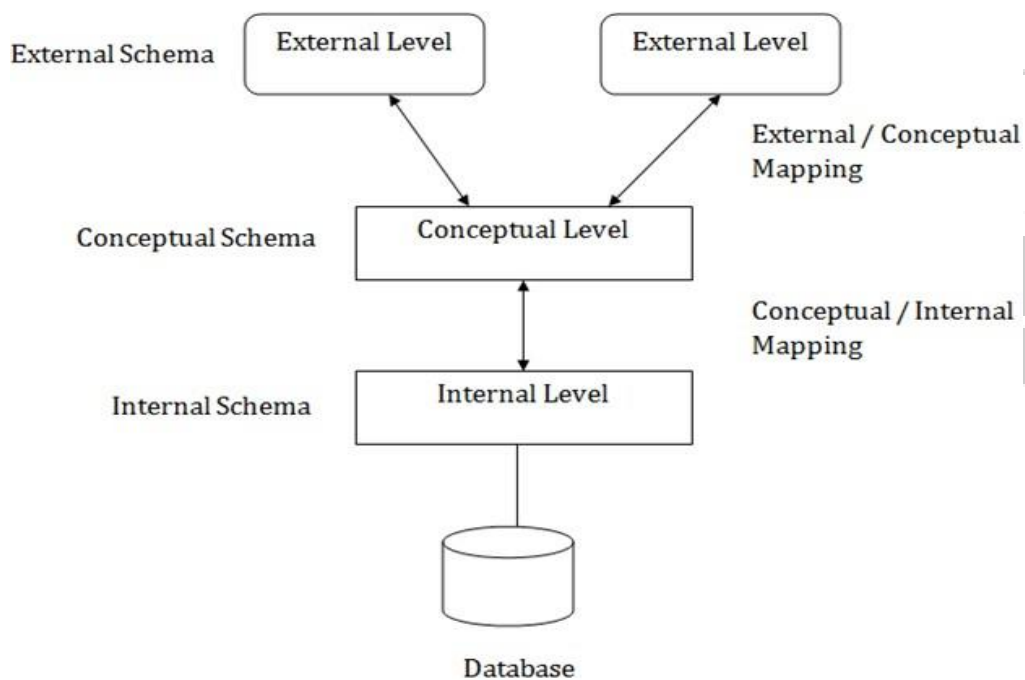 External Schema
External Level
External Level
External / Conceptual
Mapping
Conceptual Schema
Conceptual Level
Conceptual / Internal
Mapping
Internal Schema
Internal Level
Database